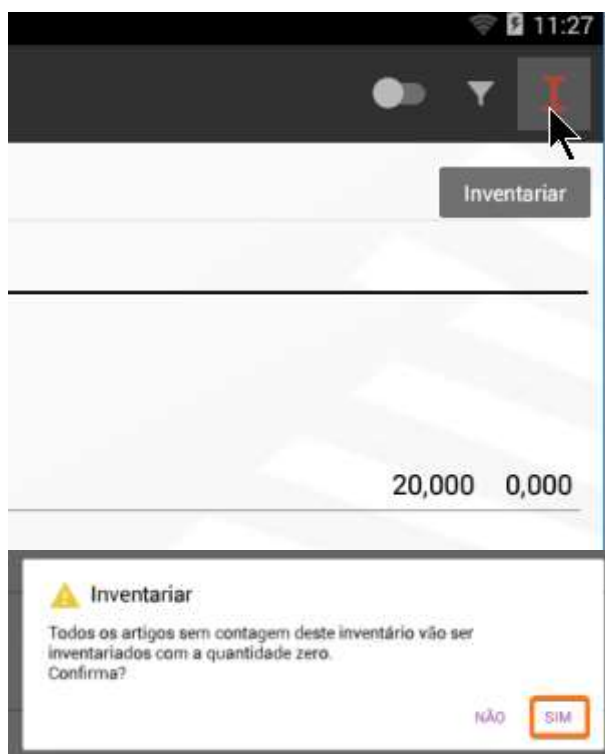 11:27
Inventariar
20,000 0,000
Inventariar
Todos os artigos sem contagem deste inventário vão ser
inventariados com a quantidade zero.
Confirma?
NÃO SIM